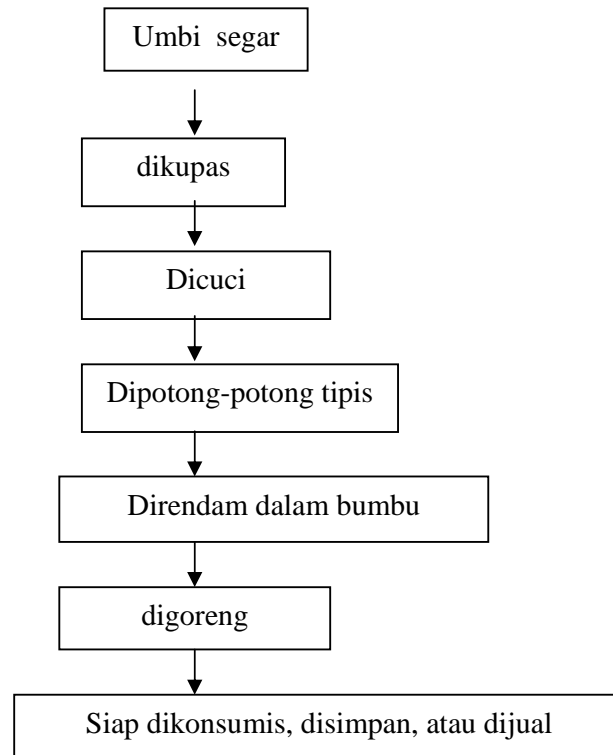 Umbi segar
dikupas
Dicuci
Dipotong-potong tipis
Direndam dalam bumbu
digoreng
Siap dikonsumis, disimpan, atau dijual